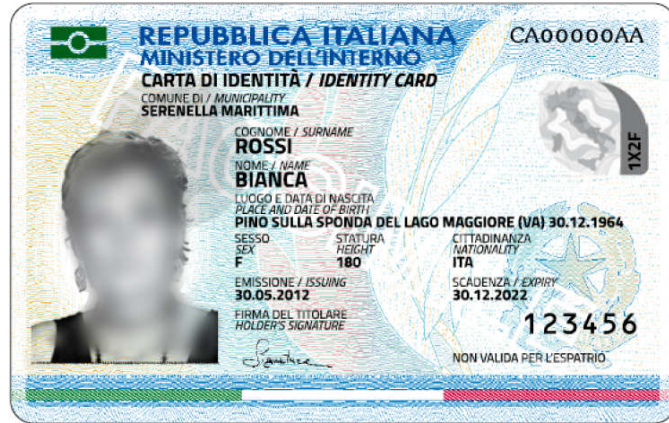 REPUBBLICA ITALIANA
CA00000AA
MINISTERO DELL'INTERNO
CARTA DI IDENTITÀ / IDENTITY CARD
COMUNE DI / MUNICIPALITY
SERENELLA MARITTIMA
COGNOME / SURNAME
ROSSI
NOME / NAME
BIANCA
LUOGO E DATA DI NASCITA
PLACE AND DATE OF BIRTH
PINO SULLA SPONDA DEL LAGO MAGGIORE (VA) 30.12.1964
SESSO STATURA CITTADINANZA
SEX HEIGHT NATIONALITY
F 180 ITA
EMISSIONE / ISSUING SCADENZA / EXPIRY
30.05.2012 30.12.2022
FIRMA DEL TITOLARE
HOLDER'S SIGNATURE
123456
NON VALIDA PER L'ESPATRIO
1X2F